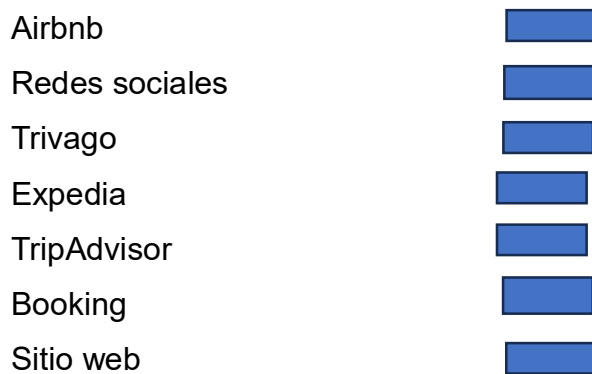 Airbnb
Redes sociales
Trivago
Expedia
TripAdvisor
Booking
Sitio web